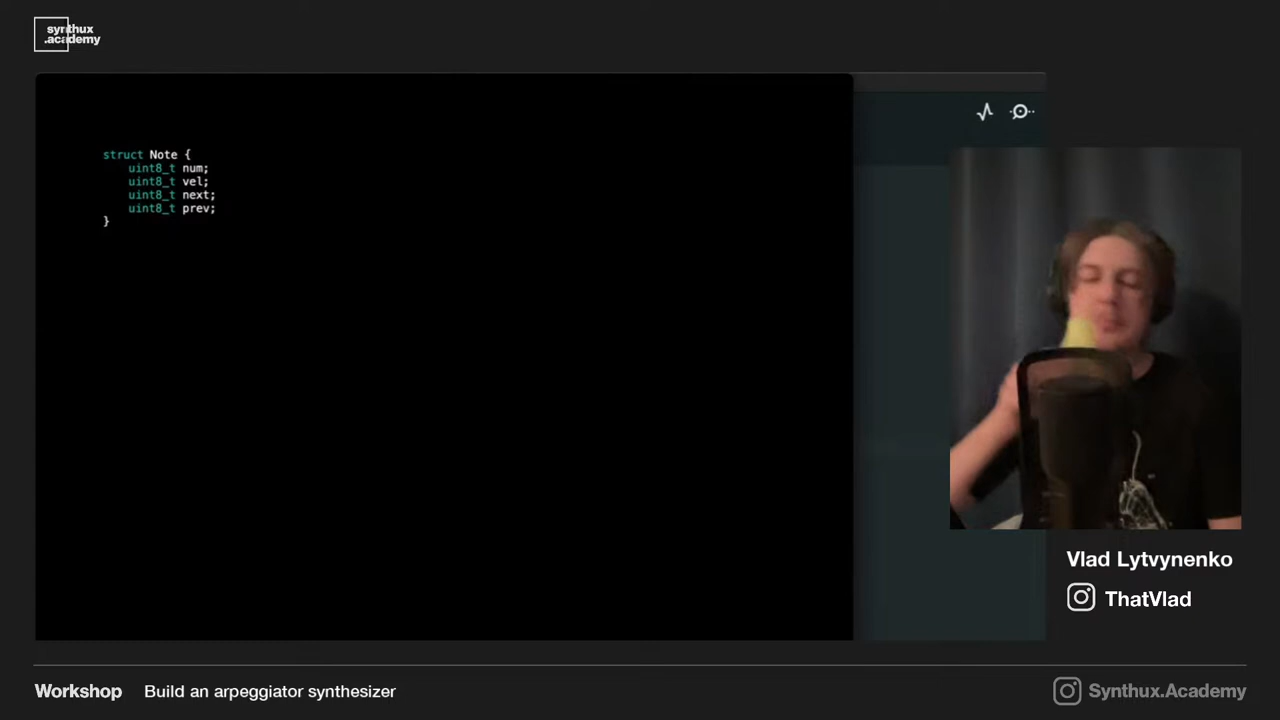 synthux
.academy
struct Note {
uint8_t num;
uint8_t vel;
uint8_t next;
uint8_t prev;
}
Vlad Lytvynenko
ThatVlad
Workshop Build an arpeggiator synthesizer
Synthux.Academy